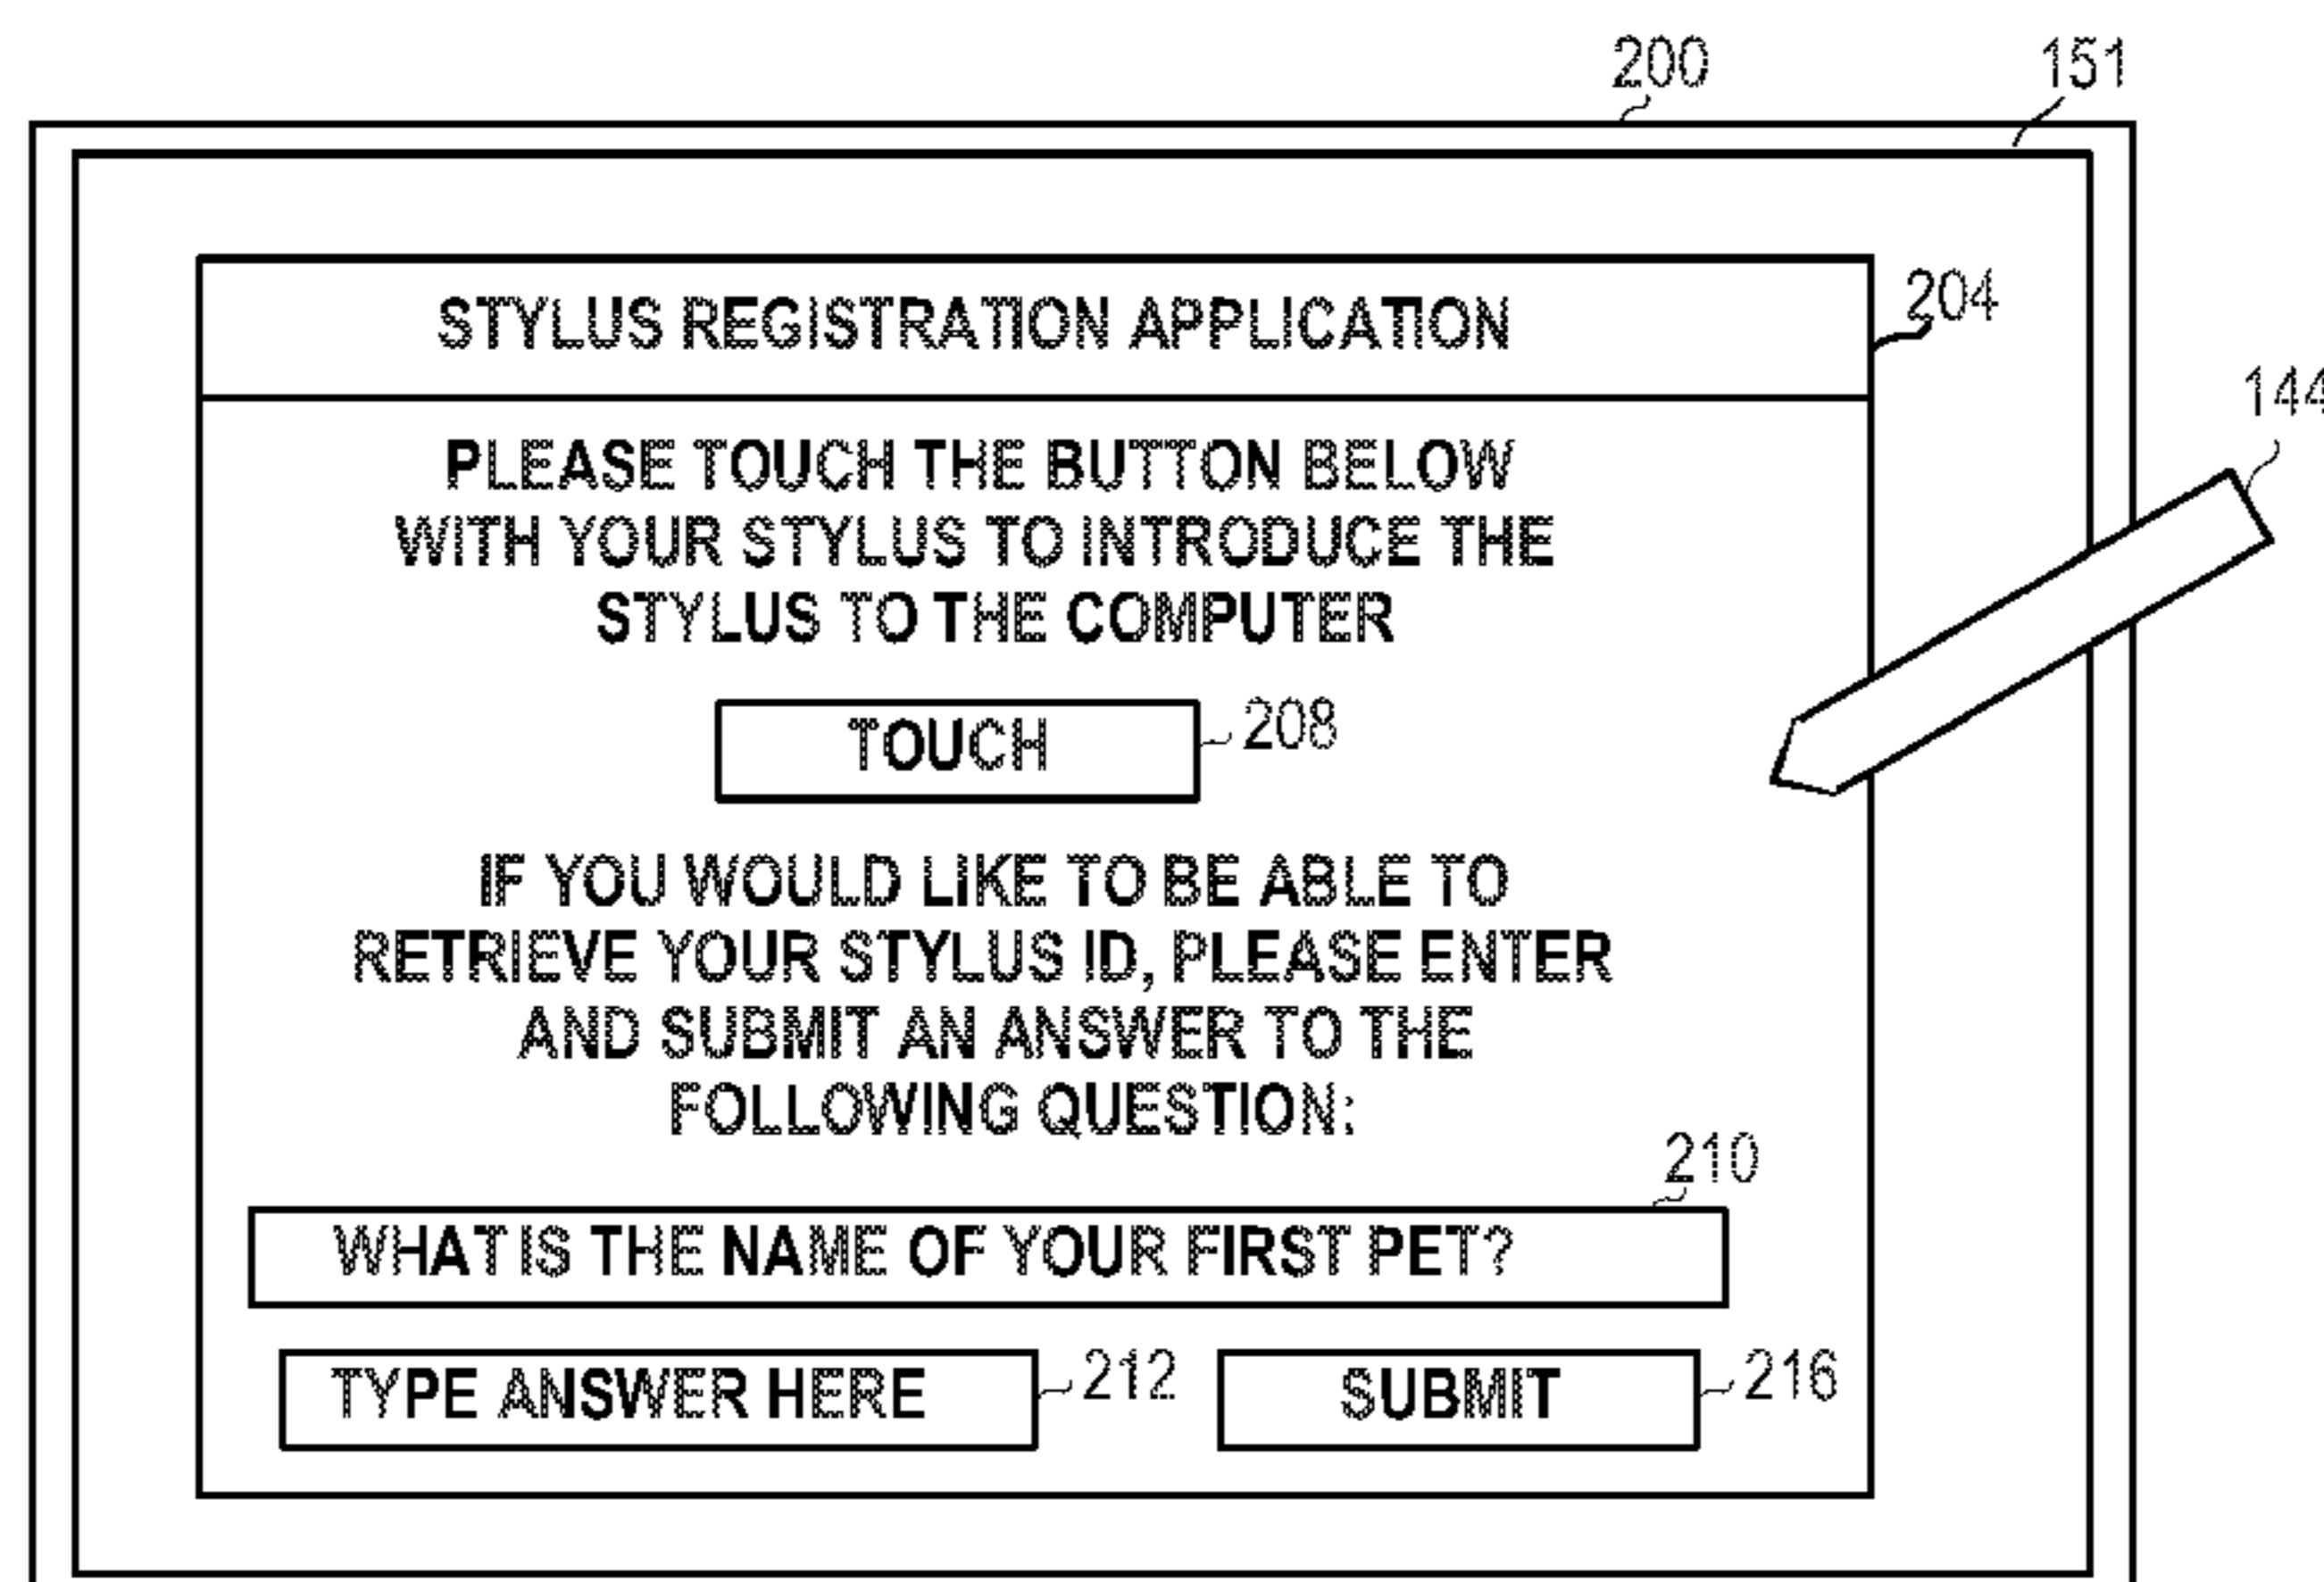 200
151
STYLUS REGISTRATION APPLICATION
204
144
PLEASE TOUCH THE BUTTON BELOW
WITH YOUR STYLUS TO INTRODUCE THE
STYLUS TO THE COMPUTER
TOUCH
208
IF YOU WOULD LIKE TO BE ABLE TO
RETRIEVE YOUR STYLUS ID, PLEASE ENTER
AND SUBMIT AN ANSWER TO THE
FOLLOWING QUESTION:
210
WHAT IS THE NAME OF YOUR FIRST PET?
TYPE ANSWER HERE
212
SUBMIT
216